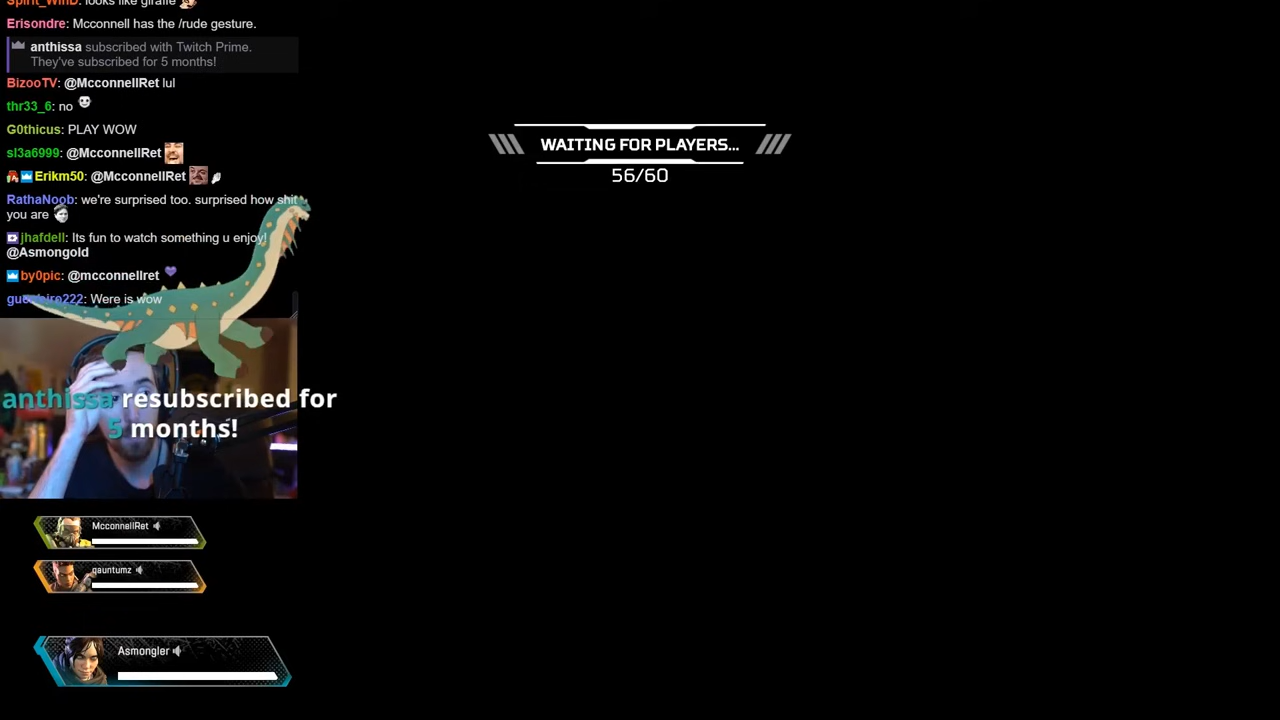 Spirit_WinD: looks like giraffe
Erisondre: Mcconnell has the /rude gesture.
anthissa subscribed with Twitch Prime.
They've subscribed for 5 months!
BizooTV: @McconnellRet lul
thr33_6: no
G0thicus: PLAY WOW
sl3a6999: @McconnellRet
Erikm50: @McconnellRet
RathaNoob: we're surprised too. surprised how shit
you are
jhafdell: Its fun to watch something u enjoy!
@Asmongold
by0pic: @mcconnellret
Were is wow
anthissa resubscribed for
5 months!
WAITING FOR PLAYERS...
56/60
McconnellRet
qauntumz
Asmongler